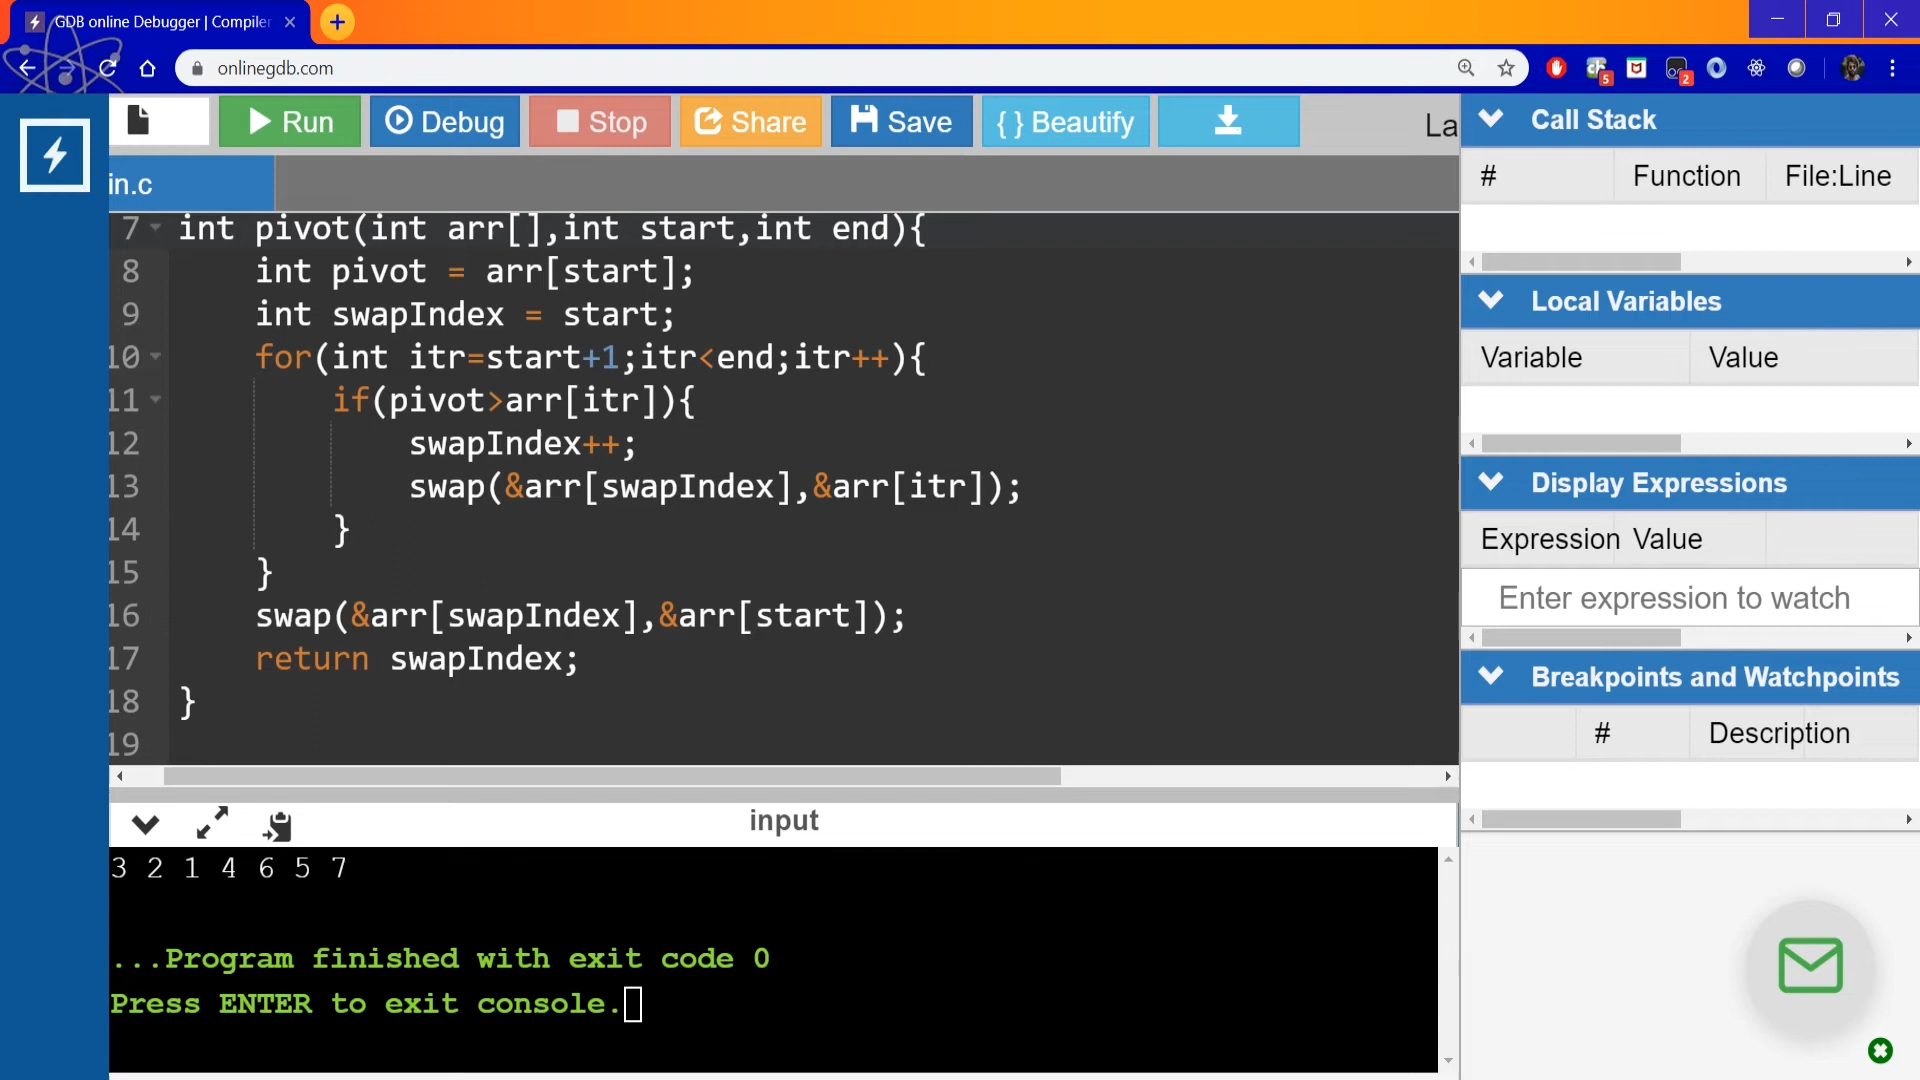 GDB online Debugger | Compiler
onlinegdb.com
5
2
Run
Debug
Stop
Share
Save
{ } Beautify
La
in.c
7 int pivot(int arr[],int start,int end){
8 int pivot = arr[start];
9 int swapIndex = start;
10 for(int itr=start+1;itr<end;itr++){
11 if(pivot>arr[itr]){
12 swapIndex++;
13 swap(&arr[swapIndex],&arr[itr]);
14 }
15 }
16 swap(&arr[swapIndex],&arr[start]);
17 return swapIndex;
18 }
19
input
3 2 1 4 6 5 7
...Program finished with exit code 0
Press ENTER to exit console.
Call Stack
# Function File:Line
Local Variables
Variable Value
Display Expressions
Expression Value
Enter expression to watch
Breakpoints and Watchpoints
# Description